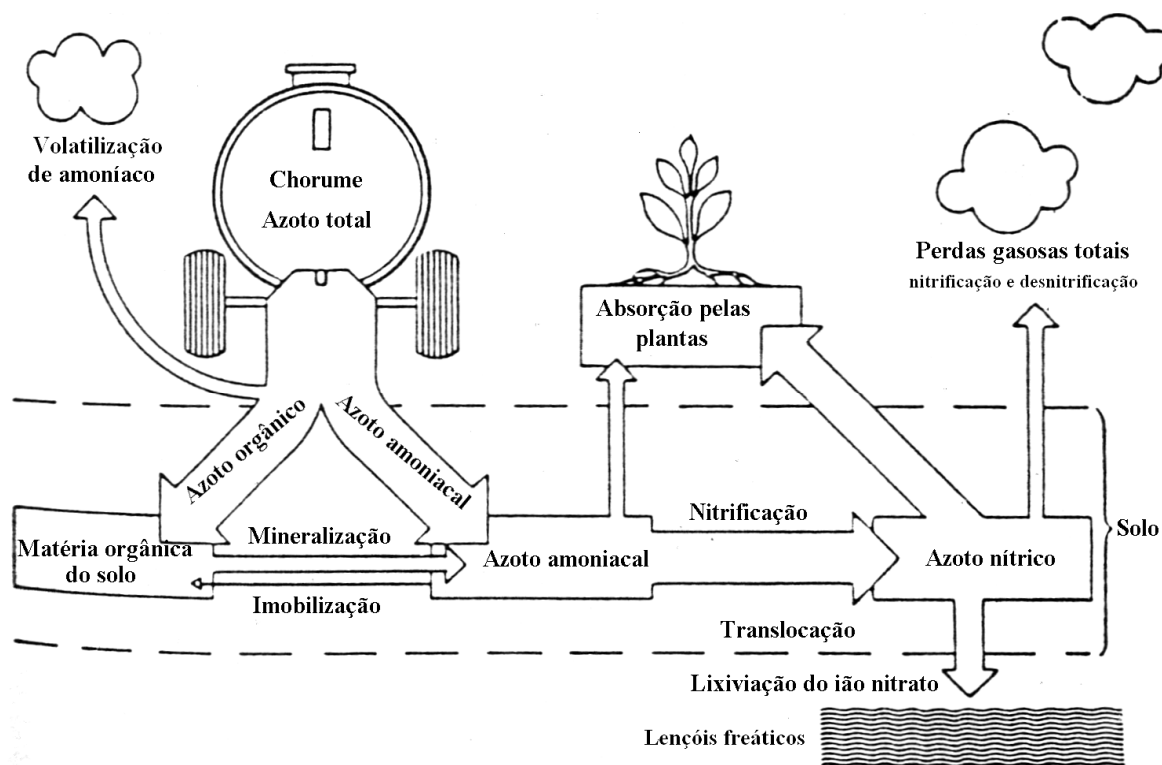 Volatilização
de amoníaco
Chorume
Azoto total
Absorção pelas
plantas
Perdas gasosas totais
nitrificação e desnitrificação
Azoto orgânico
Azoto amoniacal
Matéria orgânica
do solo
Mineralização
Imobilização
Azoto amoniacal
Nitrificação
Azoto nítrico
Solo
Translocação
Lixiviação do ião nitrato
Lençóis freáticos